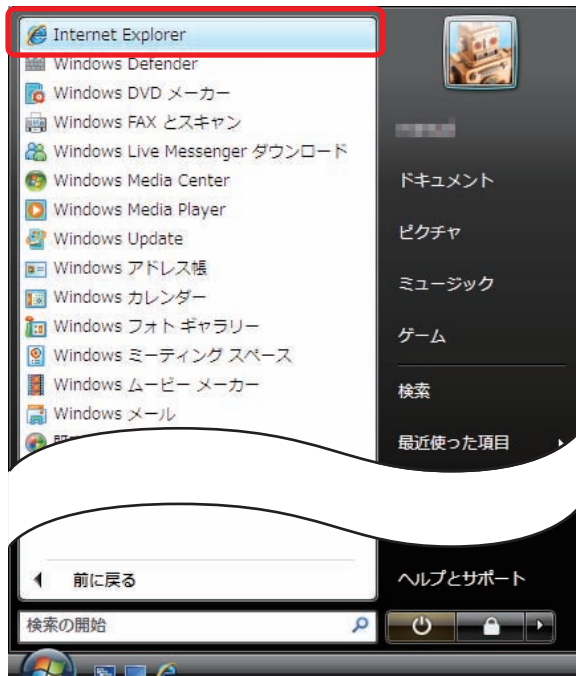 Internet Explorer
Windows Defender
Windows DVD メーカー
Windows FAX とスキャン
Windows Live Messenger ダウンロード
Windows Media Center
Windows Media Player
Windows Update
Windows アドレス帳
Windows カレンダー
Windows フォト ギャラリー
Windows ミーティング スペース
Windows ムービー メーカー
Windows メール
前に戻る
検索の開始
ドキュメント
ピクチャ
ミュージック
ゲーム
検索
最近使った項目
ヘルプとサポート